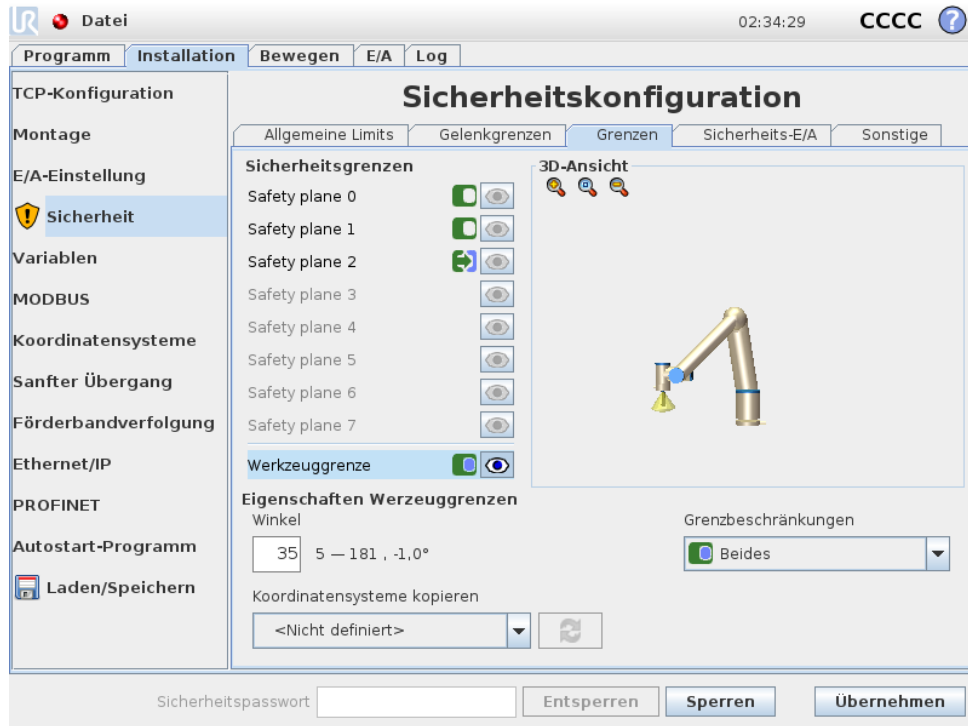 UR Datei 02:34:29 CCCC ?
Programm Installation Bewegen E/A Log
TCP-Konfiguration
Montage
E/A-Einstellung
Sicherheit
Variablen
MODBUS
Koordinatensysteme
Sanfter Übergang
Förderbandverfolgung
Ethernet/IP
PROFINET
Autostart-Programm
Laden/Speichern
Sicherheitskonfiguration
Allgemeine Limits Gelenkgrenzen Grenzen Sicherheits-E/A Sonstige
Sicherheitsgrenzen
Safety plane 0
Safety plane 1
Safety plane 2
Safety plane 3
Safety plane 4
Safety plane 5
Safety plane 6
Safety plane 7
Werkzeuggrenze
3D-Ansicht
Eigenschaften Werzeuggrenzen
Winkel
35 5 — 181 , -1,0°
Grenzbeschränkungen
Beides
Koordinatensysteme kopieren
<Nicht definiert>
Sicherheitspasswort Entsperren Sperren Übernehmen